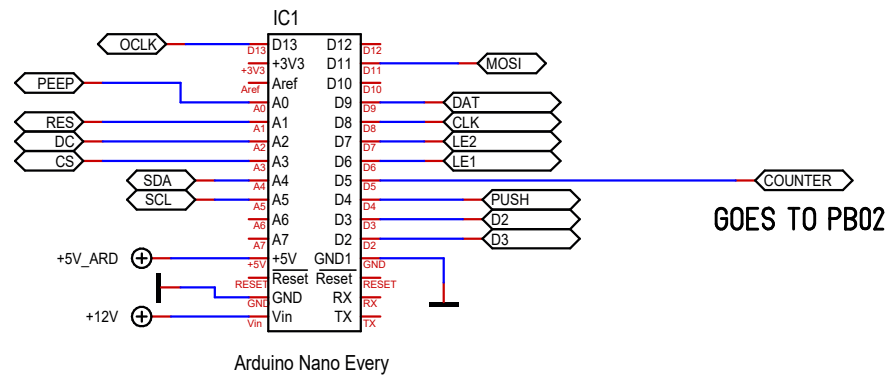 IC1
OCLK D13 D13 D12 D12
+3V3 +3V3 D11 D11 MOSI
Aref Aref D10 D10
PEEP A0 A0 D9 D9 DAT
RES A1 A1 D8 D8 CLK
DC A2 A2 D7 D7 LE2
CS A3 A3 D6 D6 LE1
SDA A4 A4 D5 D5 COUNTER
SCL A5 A5 D4 D4 PUSH
GOES TO PB02
A6 A6 D3 D3 D2
A7 A7 D2 D2 D3
+5V_ARD +5V +5V GND1 GND
RESET Reset Reset RESET
GND GND RX RX
+12V Vin Vin TX TX
Arduino Nano Every